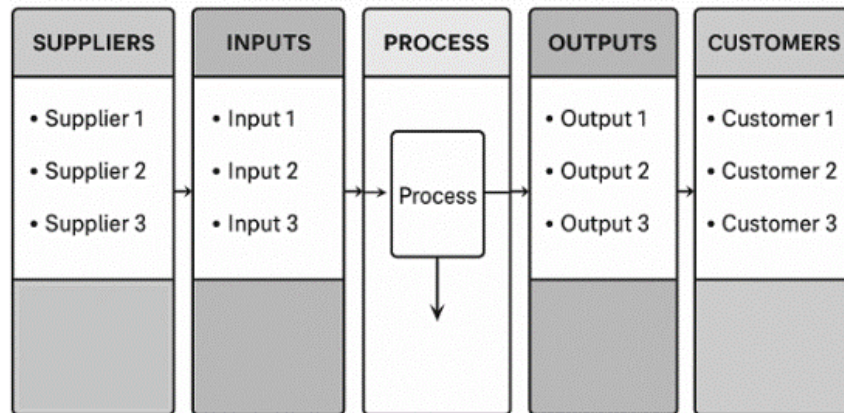 SUPPLIERS
• Supplier 1
• Supplier 2
• Supplier 3
INPUTS
• Input 1
• Input 2
• Input 3
PROCESS
Process
OUTPUTS
• Output 1
• Output 2
• Output 3
CUSTOMERS
• Customer 1
• Customer 2
• Customer 3